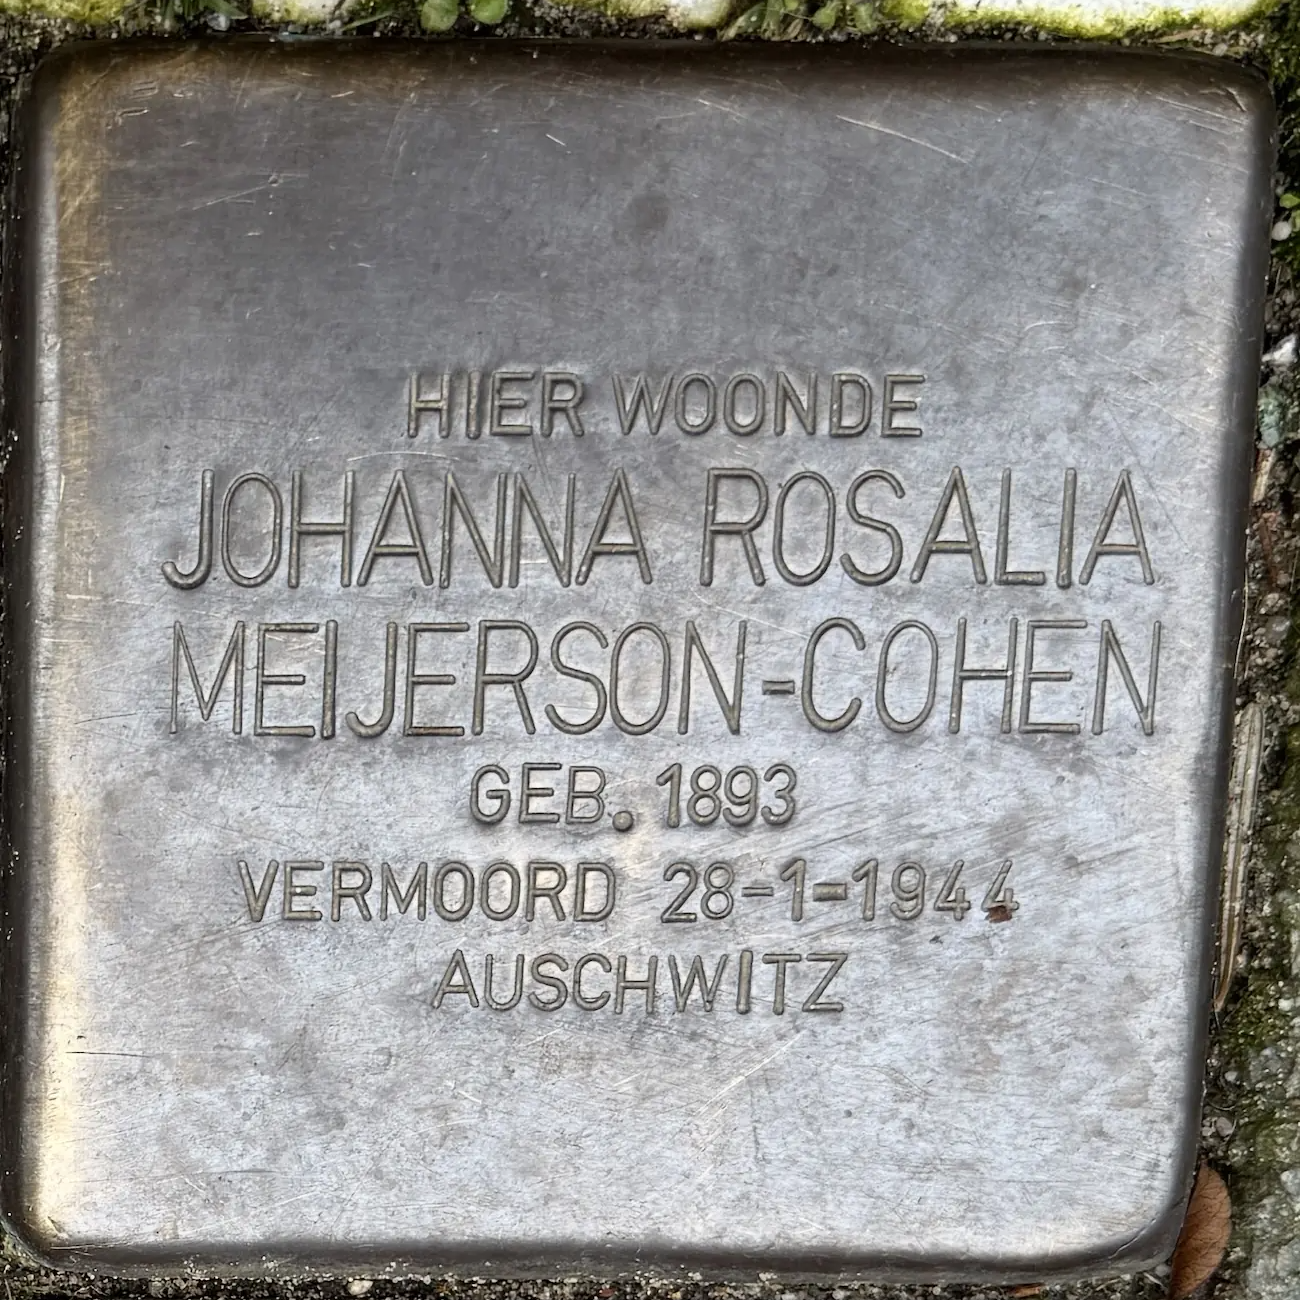 HIER WOONDE
JOHANNA ROSALIA
MEIJERSON-COHEN
GEB. 1893
VERMOORD 28-1-1944
AUSCHWITZ